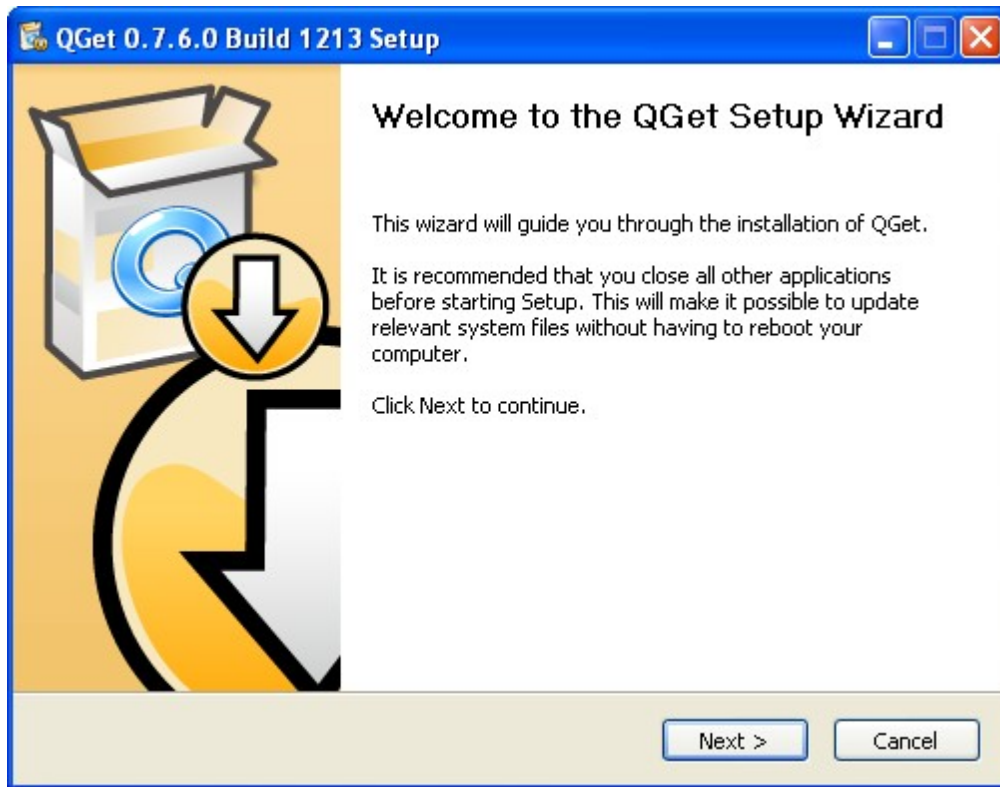 QGet 0.7.6.0 Build 1213 Setup
Welcome to the QGet Setup Wizard
This wizard will guide you through the installation of QGet.
It is recommended that you close all other applications
before starting Setup. This will make it possible to update
relevant system files without having to reboot your
computer.
Click Next to continue.
Q
Next >
Cancel